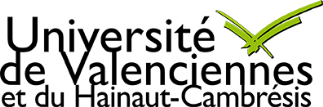 Université
de Valenciennes
et du Hainaut-Cambrésis